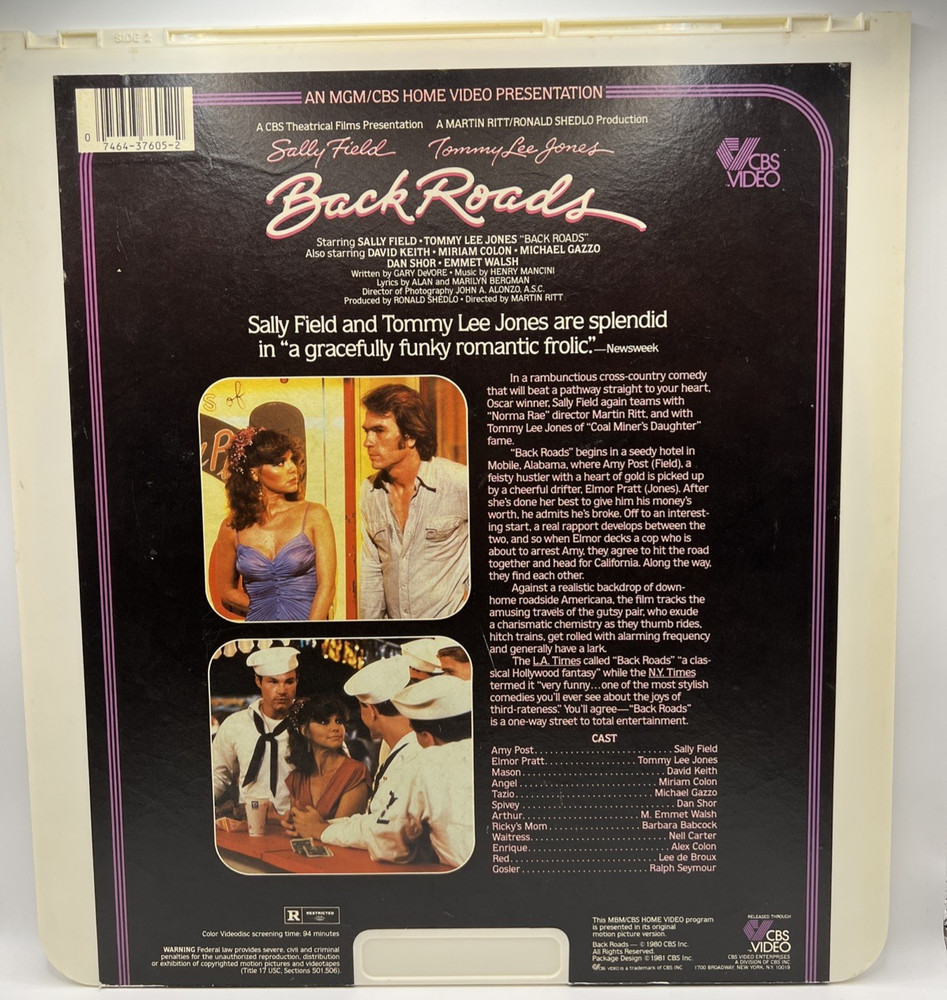 SIDE 2
0 7464-37605-2
AN MGM/CBS HOME VIDEO PRESENTATION
A CBS Theatrical Films Presentation A MARTIN RITT/RONALD SHEDLO Production
Sally Field Tommy Lee Jones
CBS
VIDEO
Back Roads
Starring SALLY FIELD • TOMMY LEE JONES "BACK ROADS"
Also starring DAVID KEITH • MIRIAM COLON • MICHAEL GAZZO
DAN SHOR • EMMET WALSH
Written by GARY DeVORE • Music by HENRY MANCINI
Lyrics by ALAN and MARILYN BERGMAN
Director of Photography JOHN A. ALONZO, A.S.C.
Produced by RONALD SHEDLO • Directed by MARTIN RITT
Sally Field and Tommy Lee Jones are splendid
in "a gracefully funky romantic frolic."—Newsweek
s of
In a rambunctious cross-country comedy
that will beat a pathway straight to your heart,
Oscar winner, Sally Field again teams with
"Norma Rae" director Martin Ritt, and with
Tommy Lee Jones of "Coal Miner's Daughter"
fame.
"Back Roads" begins in a seedy hotel in
Mobile, Alabama, where Amy Post (Field), a
feisty hustler with a heart of gold is picked up
by a cheerful drifter, Elmor Pratt (Jones). After
she's done her best to give him his money's
worth, he admits he's broke. Off to an interest-
ing start, a real rapport develops between the
two, and so when Elmor decks a cop who is
about to arrest Amy, they agree to hit the road
together and head for California. Along the way,
they find each other.
Against a realistic backdrop of down-
home roadside Americana, the film tracks the
amusing travels of the gutsy pair, who exude
a charismatic chemistry as they thumb rides,
hitch trains, get rolled with alarming frequency
and generally have a lark.
The L.A. Times called "Back Roads" "a clas-
sical Hollywood fantasy" while the N.Y. Times
termed it "very funny...one of the most stylish
comedies you'll ever see about the joys of
third-rateness." You'll agree—"Back Roads"
is a one-way street to total entertainment.
CAST
Amy Post........................Sally Field
Elmor Pratt................Tommy Lee Jones
Mason........................David Keith
Angel........................Miriam Colon
Tazio........................Michael Gazzo
Spivey........................Dan Shor
Arthur....................M. Emmet Walsh
Ricky's Mom................Barbara Babcock
Waitress........................Nell Carter
Enrique........................Alex Colon
Red........................Lee de Broux
Gosler....................Ralph Seymour
R RESTRICTED
Color Videodisc screening time: 94 minutes
WARNING Federal law provides severe, civil and criminal
penalties for the unauthorized reproduction, distribution
or exhibition of copyrighted motion pictures and videotapes
(Title 17 USC, Sections 501,506).
This MBM/CBS HOME VIDEO program
is presented in its original
motion picture version.
Back Roads — © 1980 CBS Inc.
All Rights Reserved.
Package Design © 1981 CBS Inc.
CBS VIDEO is a trademark of CBS INC
RELEASED THROUGH
CBS
VIDEO
CBS VIDEO ENTERPRISES
A DIVISION OF CBS INC
1700 BROADWAY, NEW YORK, N.Y. 10019